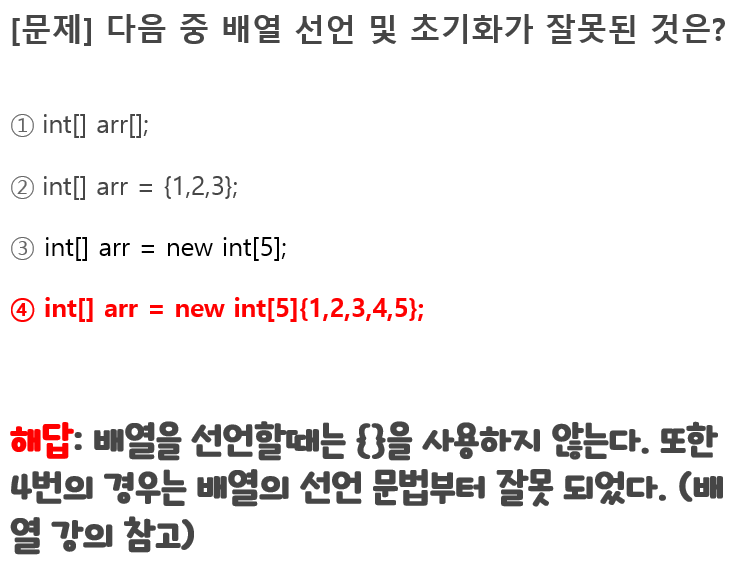 [문제] 다음 중 배열 선언 및 초기화가 잘못된 것은?
① int[] arr[];
② int[] arr = {1,2,3};
③ int[] arr = new int[5];
④ int[] arr = new int[5]{1,2,3,4,5};
해답: 배열을 선언할때는 {}을 사용하지 않는다. 또한
4번의 경우는 배열의 선언 문법부터 잘못 되었다. (배
열 강의 참고)